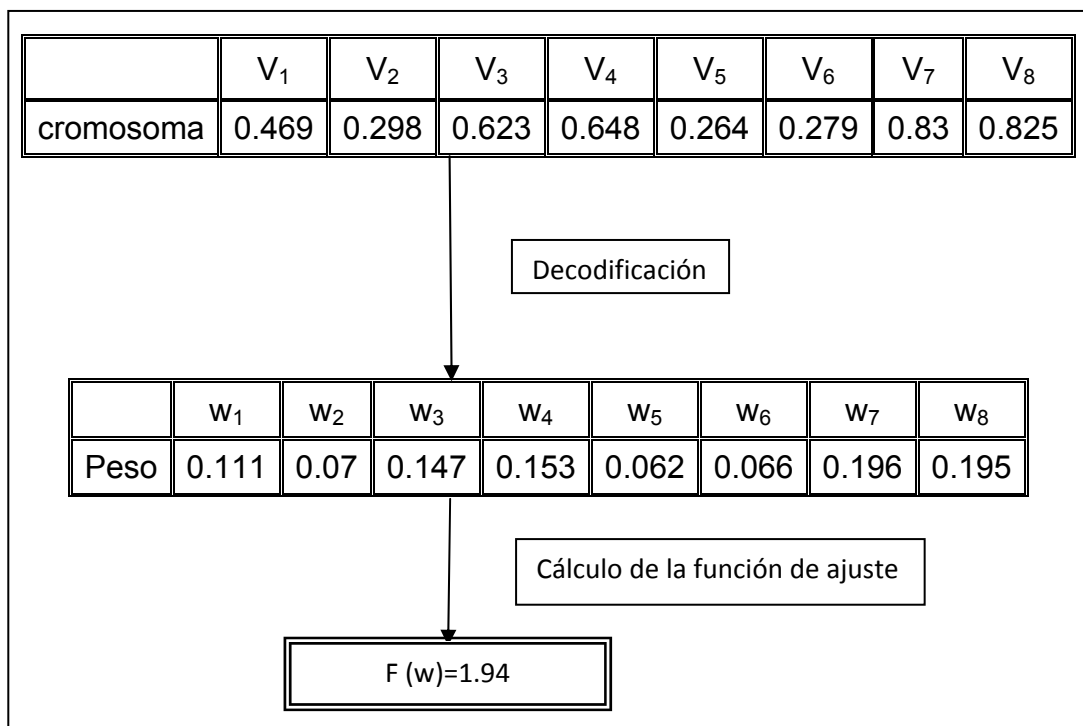 V₁ V₂ V₃ V₄ V₅ V₆ V₇ V₈
cromosoma 0.469 0.298 0.623 0.648 0.264 0.279 0.83 0.825
Decodificación
w₁ w₂ w₃ w₄ w₅ w₆ w₇ w₈
Peso 0.111 0.07 0.147 0.153 0.062 0.066 0.196 0.195
Cálculo de la función de ajuste
F (w)=1.94